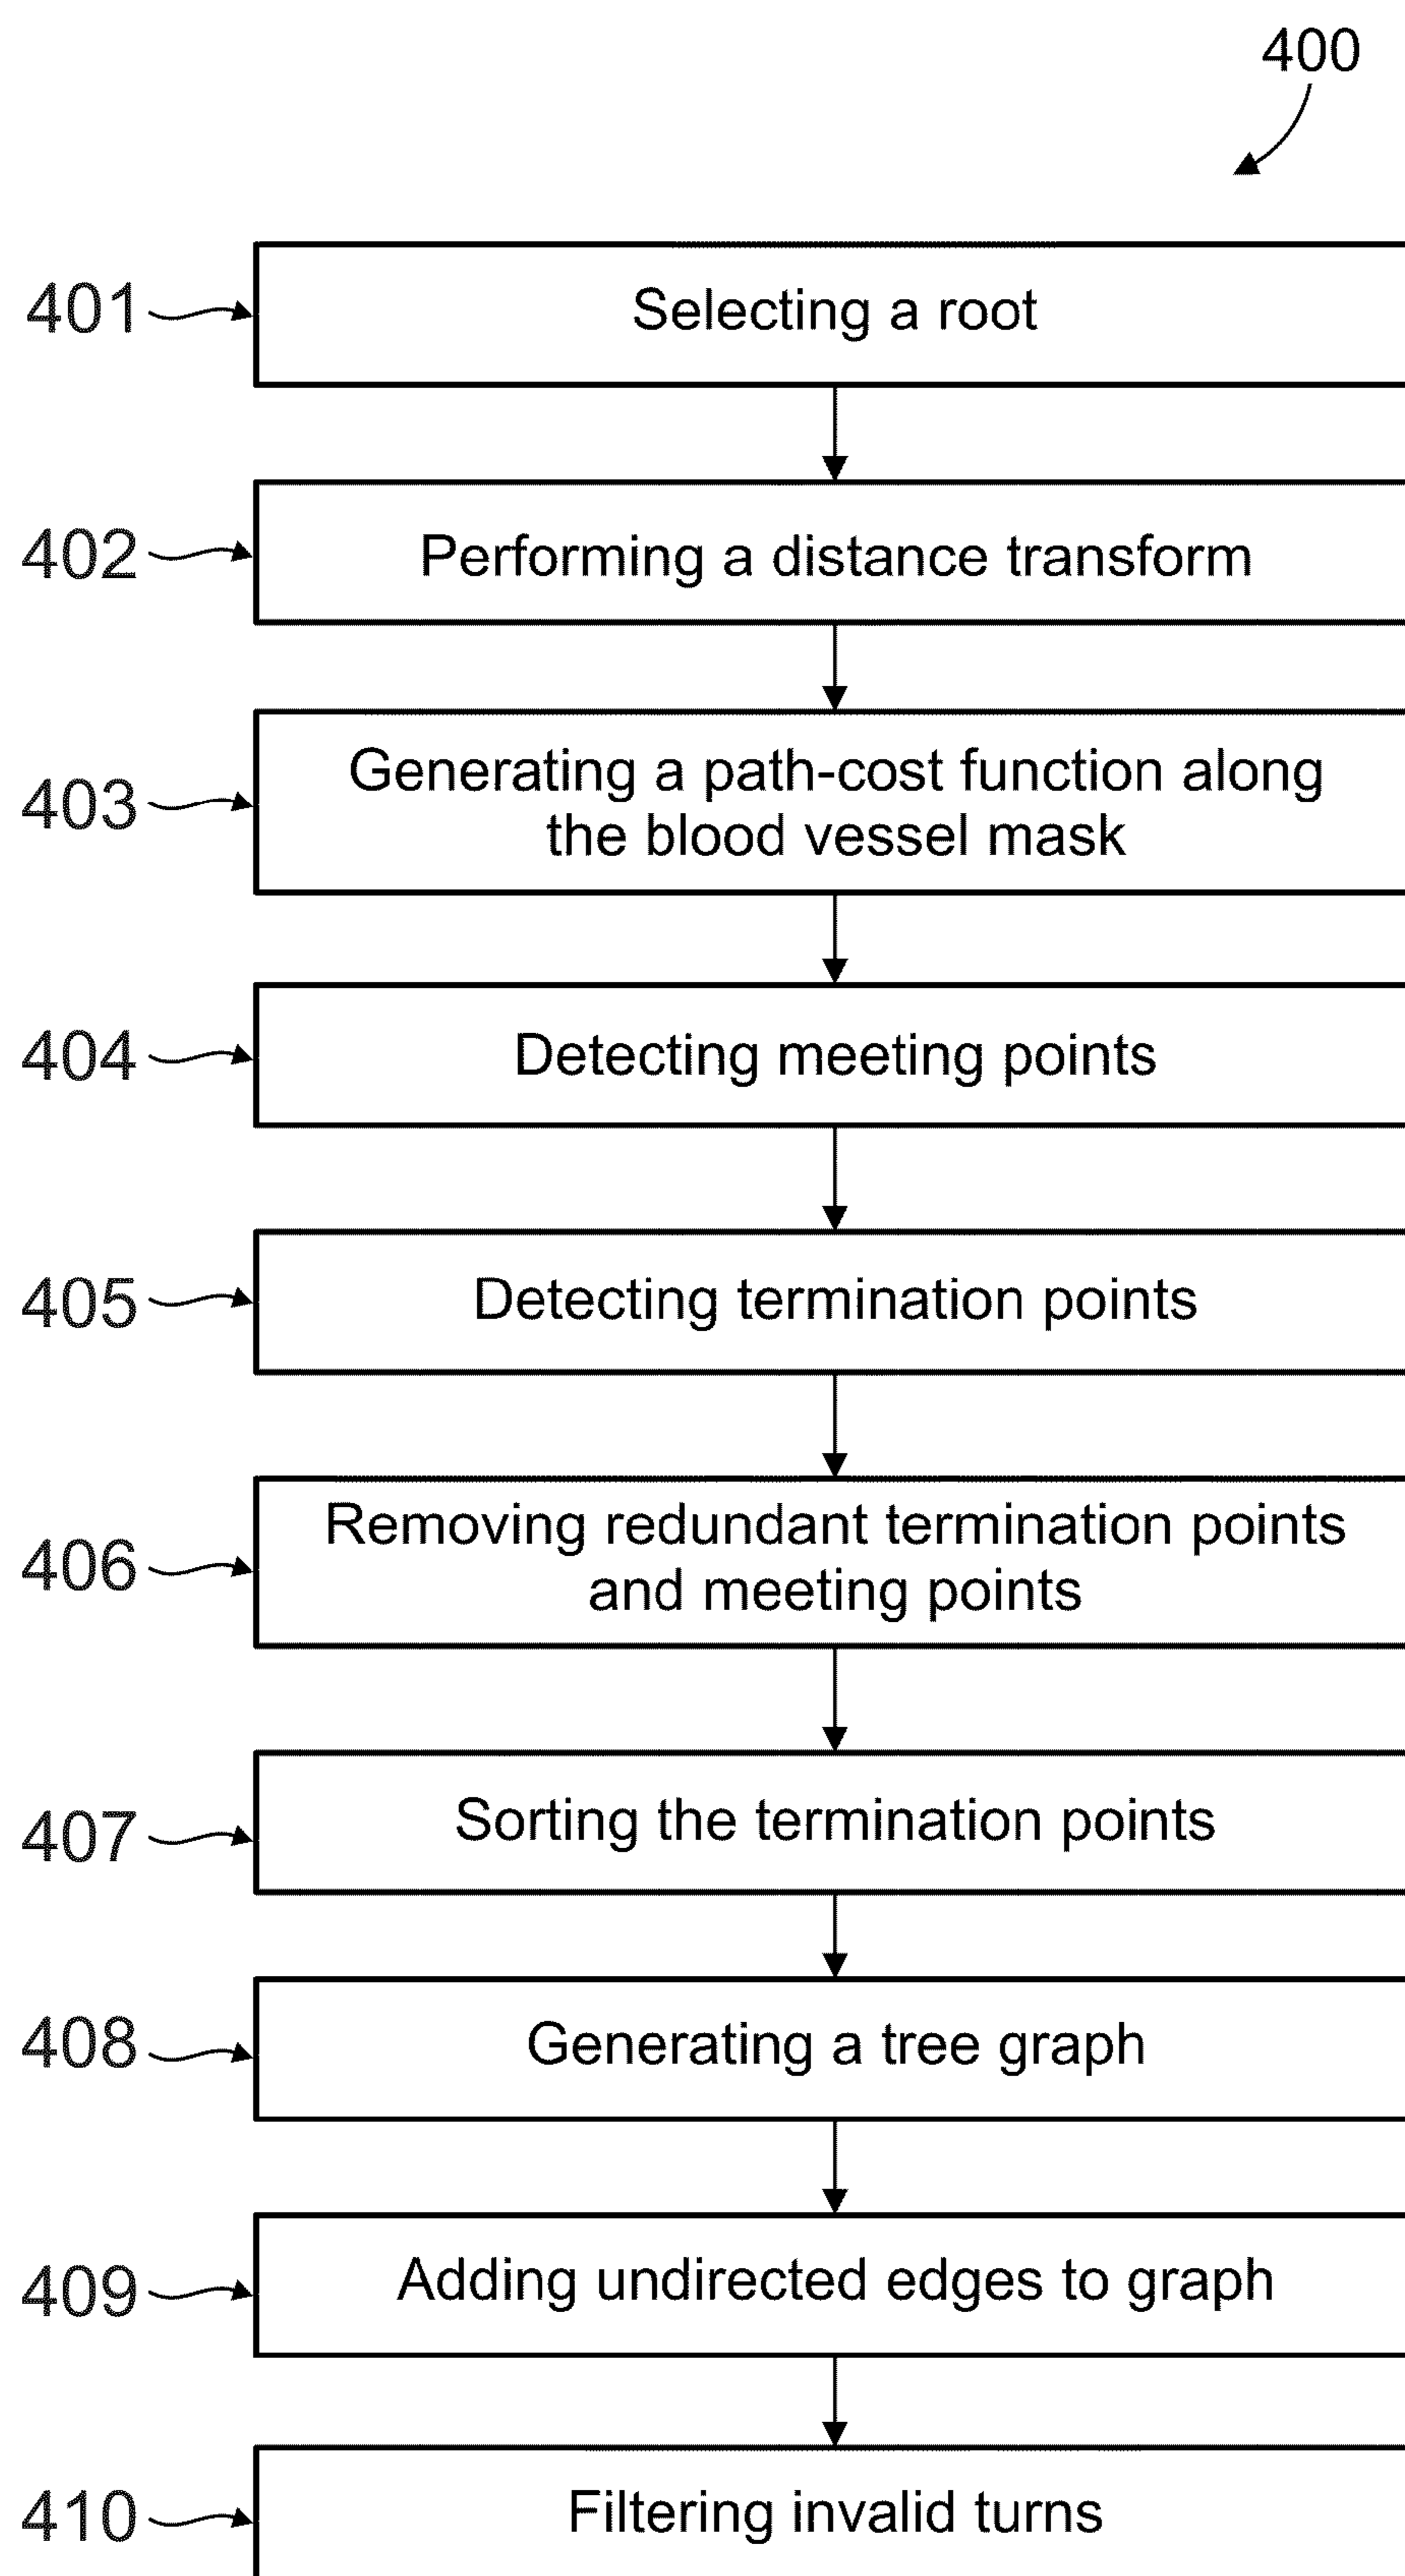 400
401
Selecting a root
402
Performing a distance transform
403
Generating a path-cost function along
the blood vessel mask
404
Detecting meeting points
405
Detecting termination points
406
Removing redundant termination points
and meeting points
407
Sorting the termination points
408
Generating a tree graph
409
Adding undirected edges to graph
410
Filtering invalid turns